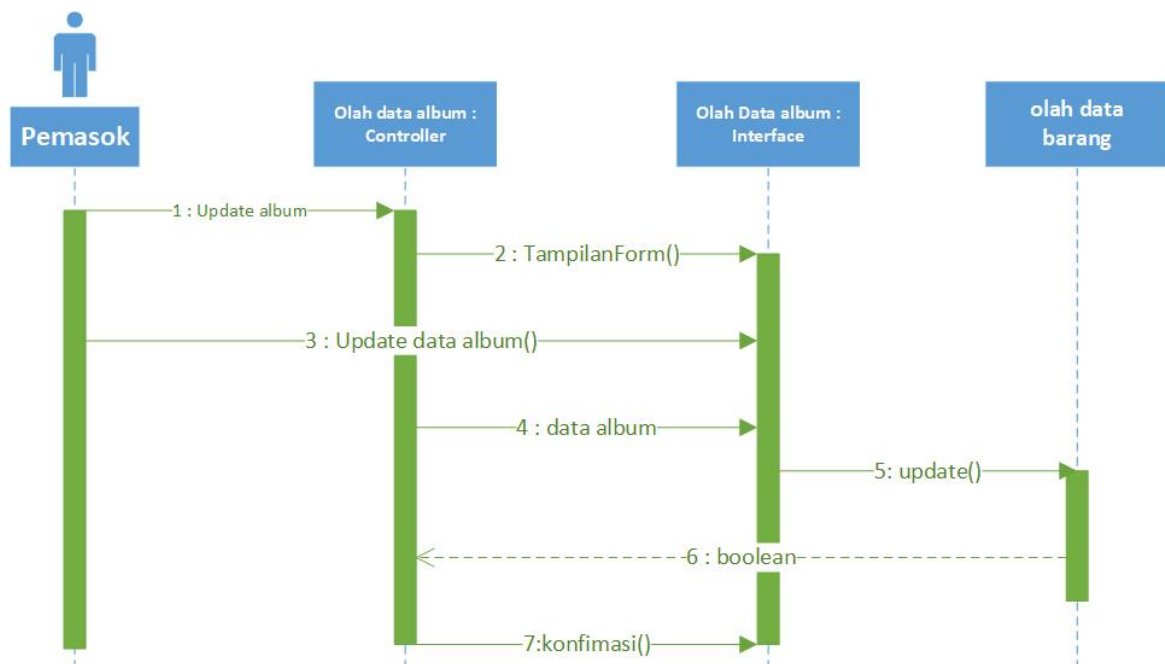 Pemasok
Olah data album :
Controller
Olah Data album :
Interface
olah data
barang
1 : Update album
2 : TampilanForm()
3 : Update data album()
4 : data album
5: update()
6 : boolean
7:konfimasi()